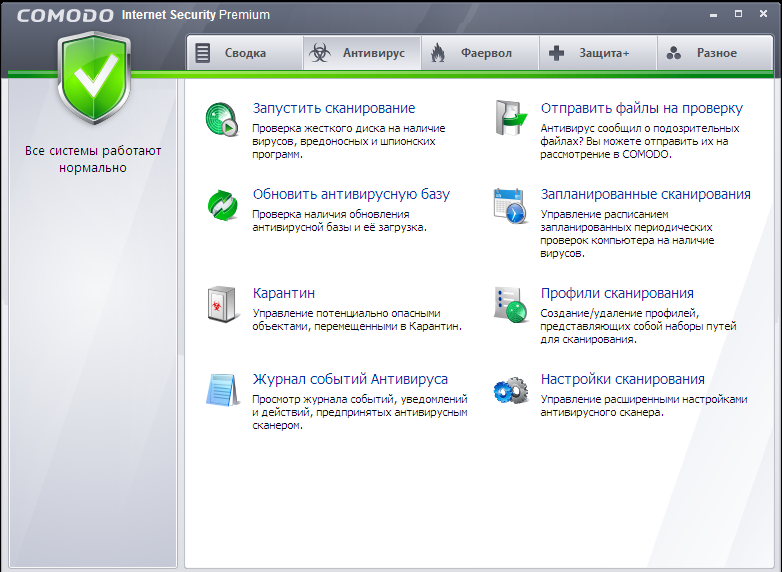 COMODO Internet Security Premium
Сводка
Антивирус
Фаервол
Защита+
Разное
Все системы работают
нормально
Запустить сканирование
Проверка жесткого диска на наличие
вирусов, вредоносных и шпионских
программ.
Отправить файлы на проверку
Антивирус сообщил о подозрительных
файлах? Вы можете отправить их на
рассмотрение в COMODO.
Обновить антивирусную базу
Проверка наличия обновления
антивирусной базы и её загрузка.
Запланированные сканирования
Управление расписанием
запланированных периодических
проверок компьютера на наличие
вирусов.
Карантин
Управление потенциально опасными
объектами, перемещенными в Карантин.
Профили сканирования
Создание/удаление профилей,
представляющих собой наборы путей
для сканирования.
Журнал событий Антивируса
Просмотр журнала событий, уведомлений
и действий, предпринятых антивирусным
сканером.
Настройки сканирования
Управление расширенными настройками
антивирусного сканера.